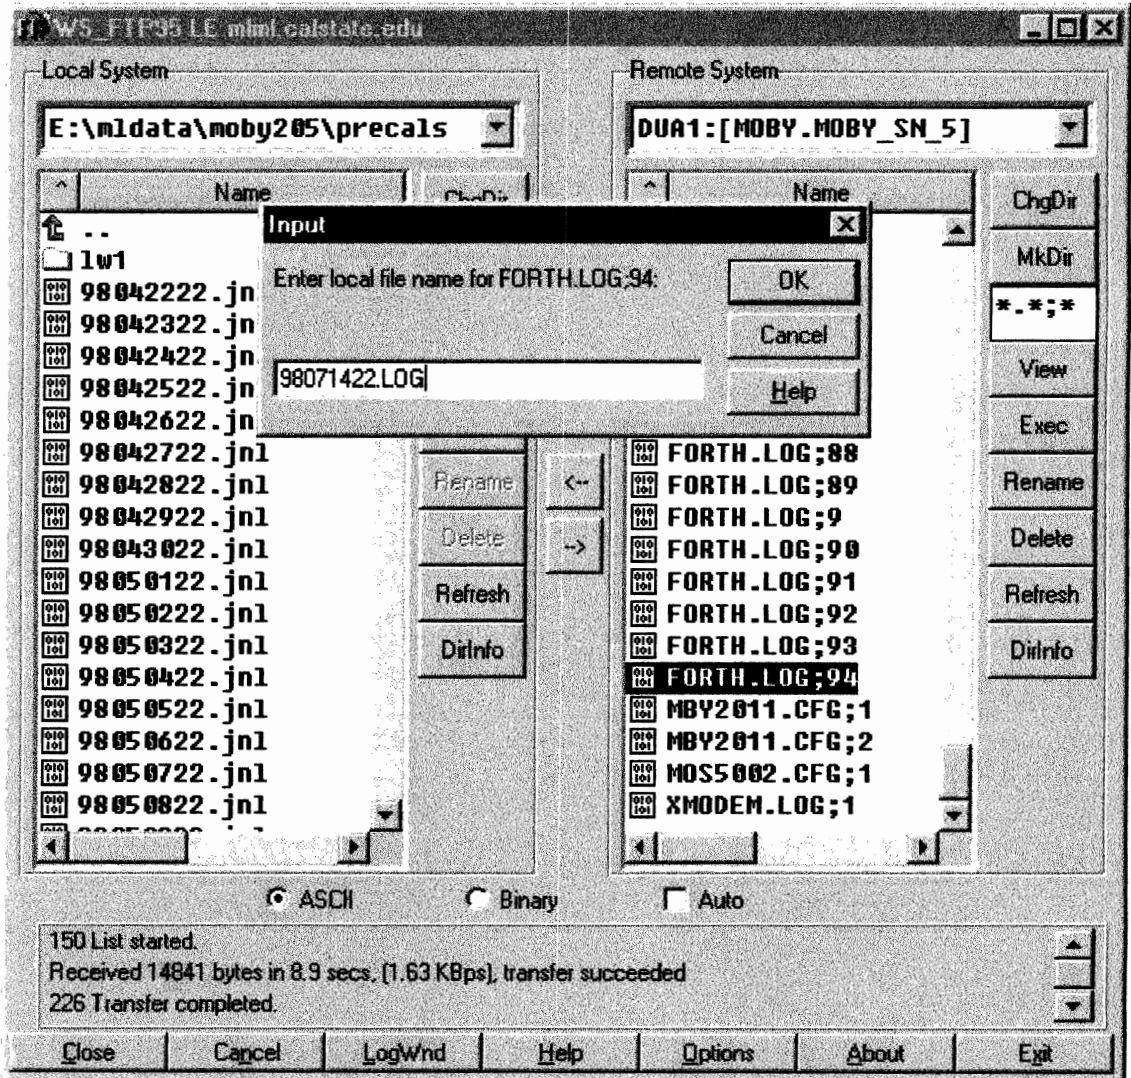 WS_FTP95 LE mlml.calstate.edu
Local System
E:\mldata\moby205\precals
^ Name
ChgDir
..
lw1
98042222.jn
98042322.jn
98042422.jn
98042522.jn
98042622.jn
98042722.jnl
98042822.jnl
98042922.jnl
98043022.jnl
98050122.jnl
98050222.jnl
98050322.jnl
98050422.jnl
98050522.jnl
98050622.jnl
98050722.jnl
98050822.jnl
Rename
Delete
Refresh
DirInfo
<--
-->
Input
Enter local file name for FORTH.LOG;94:
98071422.LOG
OK
Cancel
Help
Remote System
DUA1:[MOBY.MOBY_SN_5]
^ Name
FORTH.LOG;88
FORTH.LOG;89
FORTH.LOG;9
FORTH.LOG;90
FORTH.LOG;91
FORTH.LOG;92
FORTH.LOG;93
FORTH.LOG;94
MBY2011.CFG;1
MBY2011.CFG;2
MOS5002.CFG;1
XMODEM.LOG;1
ChgDir
MkDir
*.*;*
View
Exec
Rename
Delete
Refresh
DirInfo
ASCII Binary Auto
150 List started.
Received 14841 bytes in 8.9 secs, (1.63 KBps), transfer succeeded
226 Transfer completed.
Close Cancel LogWnd Help Options About Exit